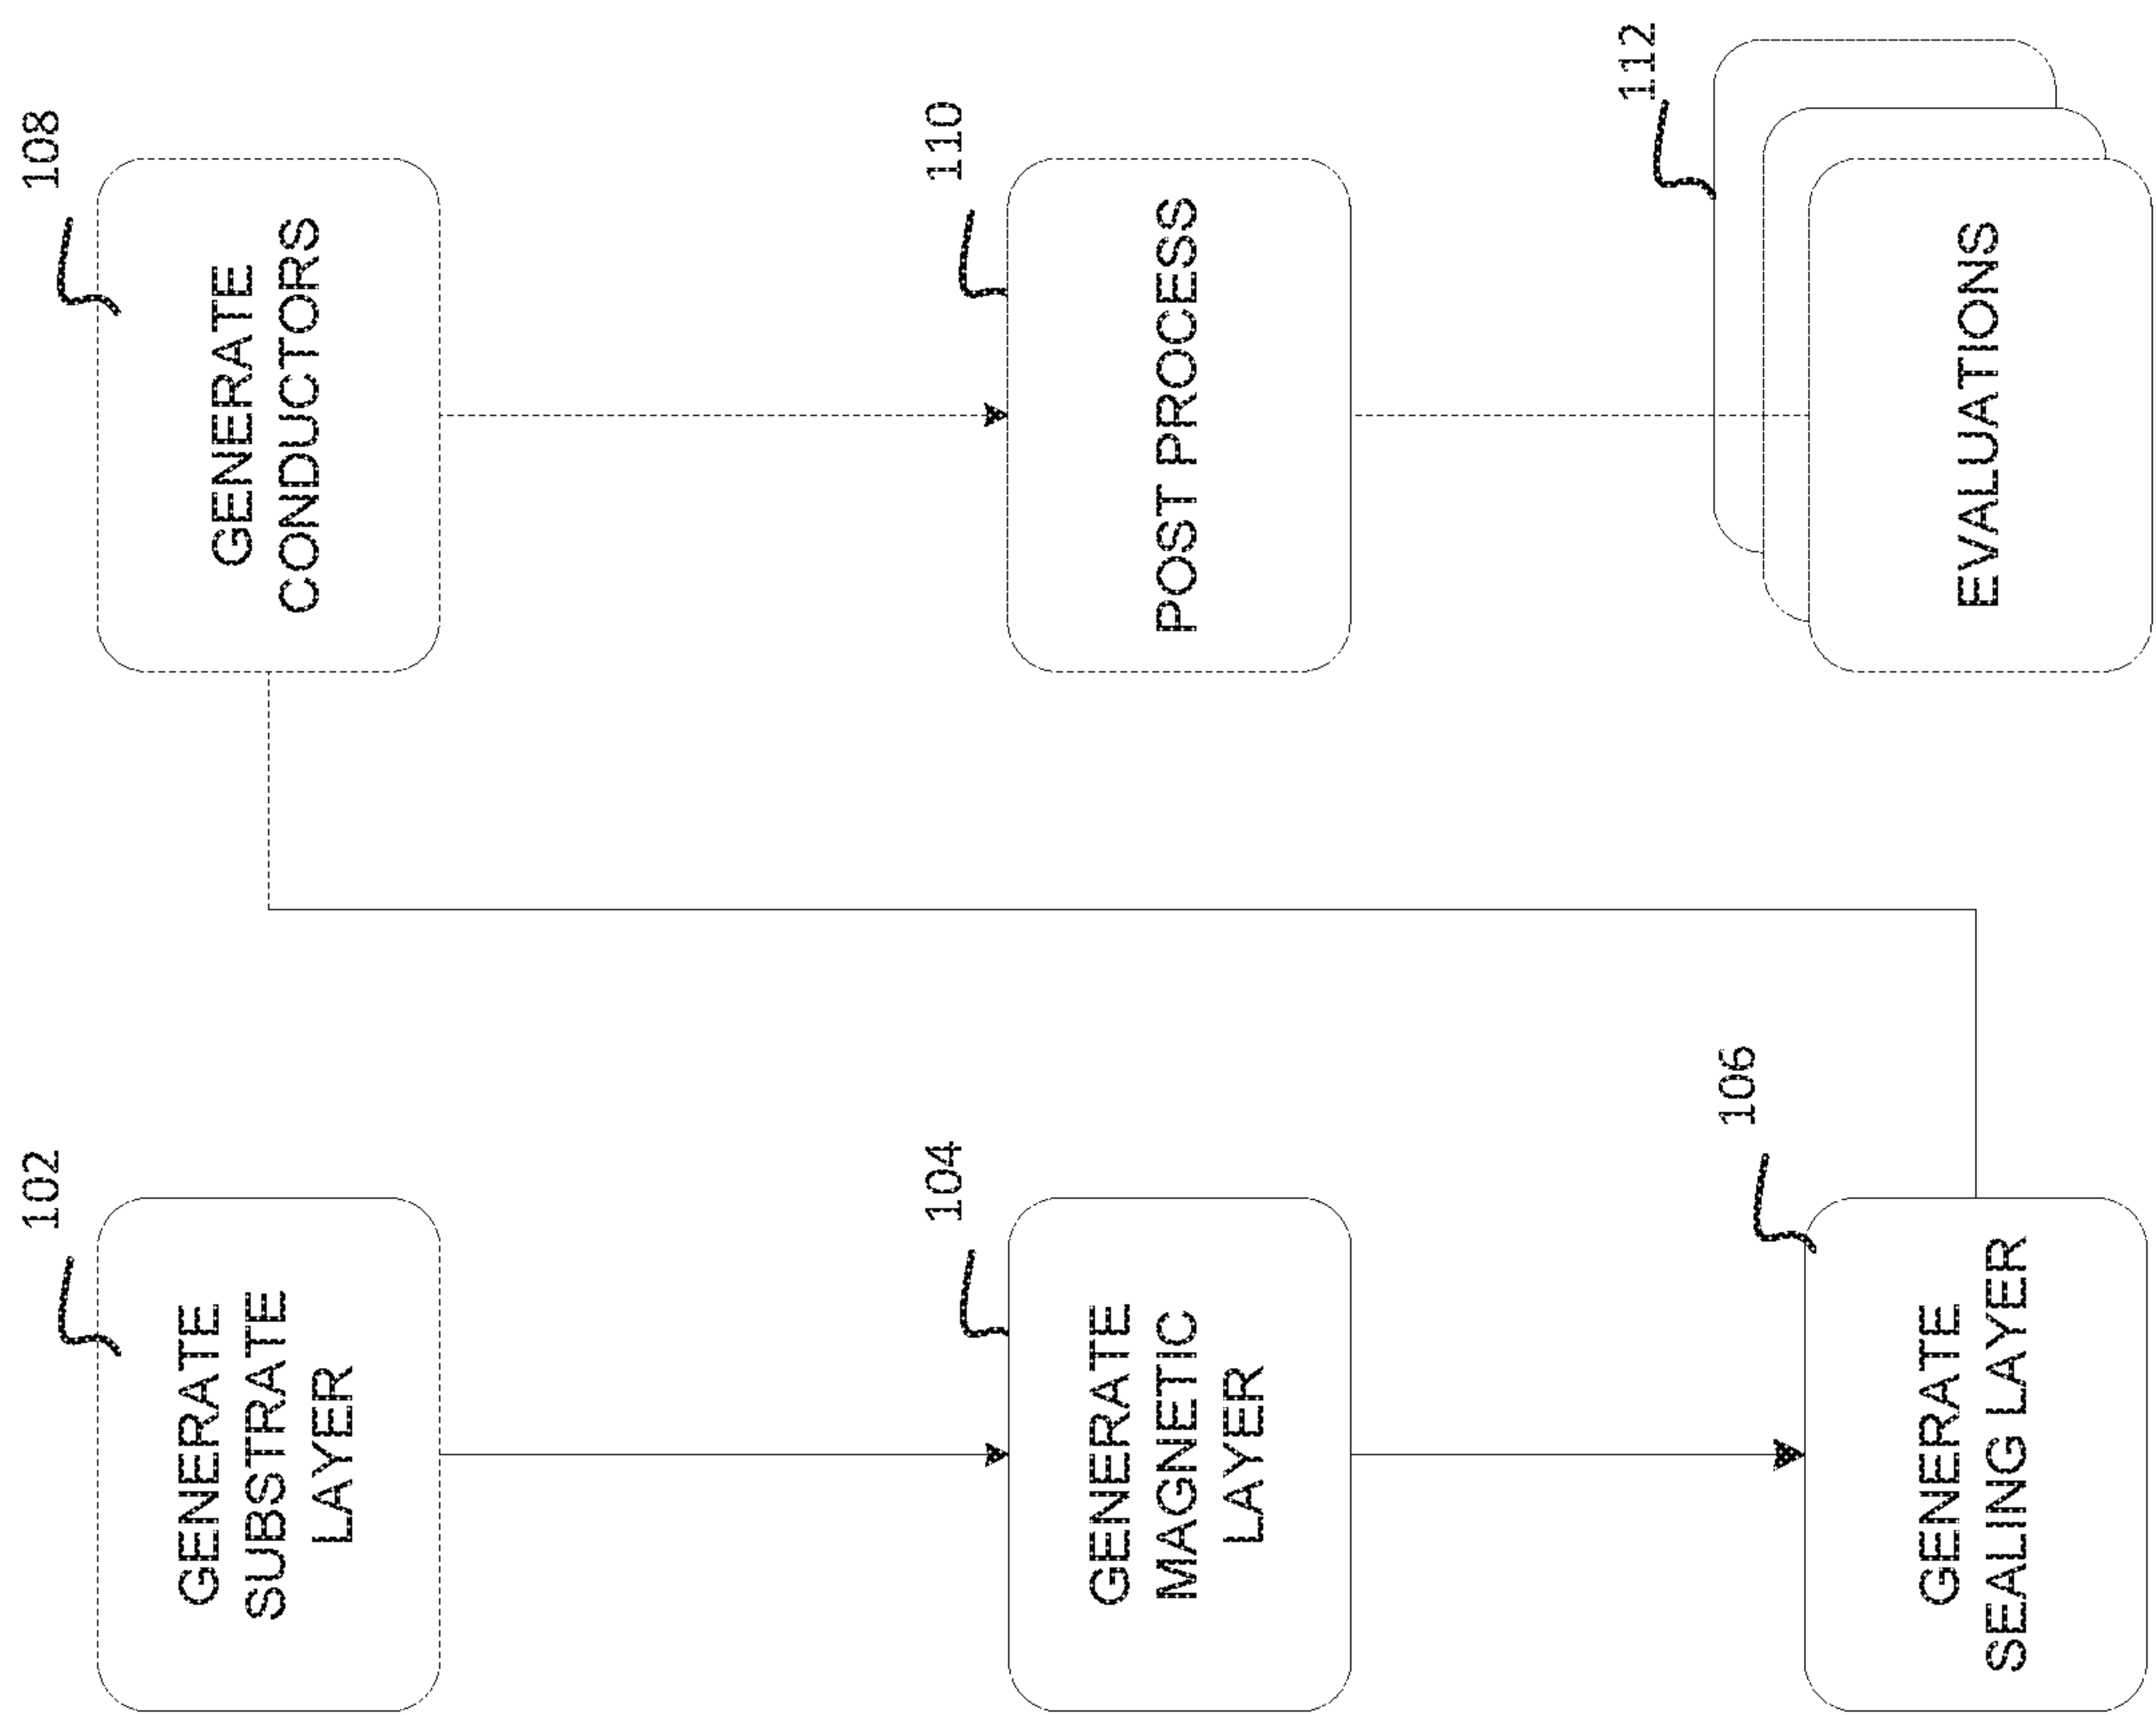 102
GENERATE
SUBSTRATE
LAYER
104
GENERATE
MAGNETIC
LAYER
106
GENERATE
SEALING LAYER
108
GENERATE
CONDUCTORS
110
POST PROCESS
112
EVALUATIONS